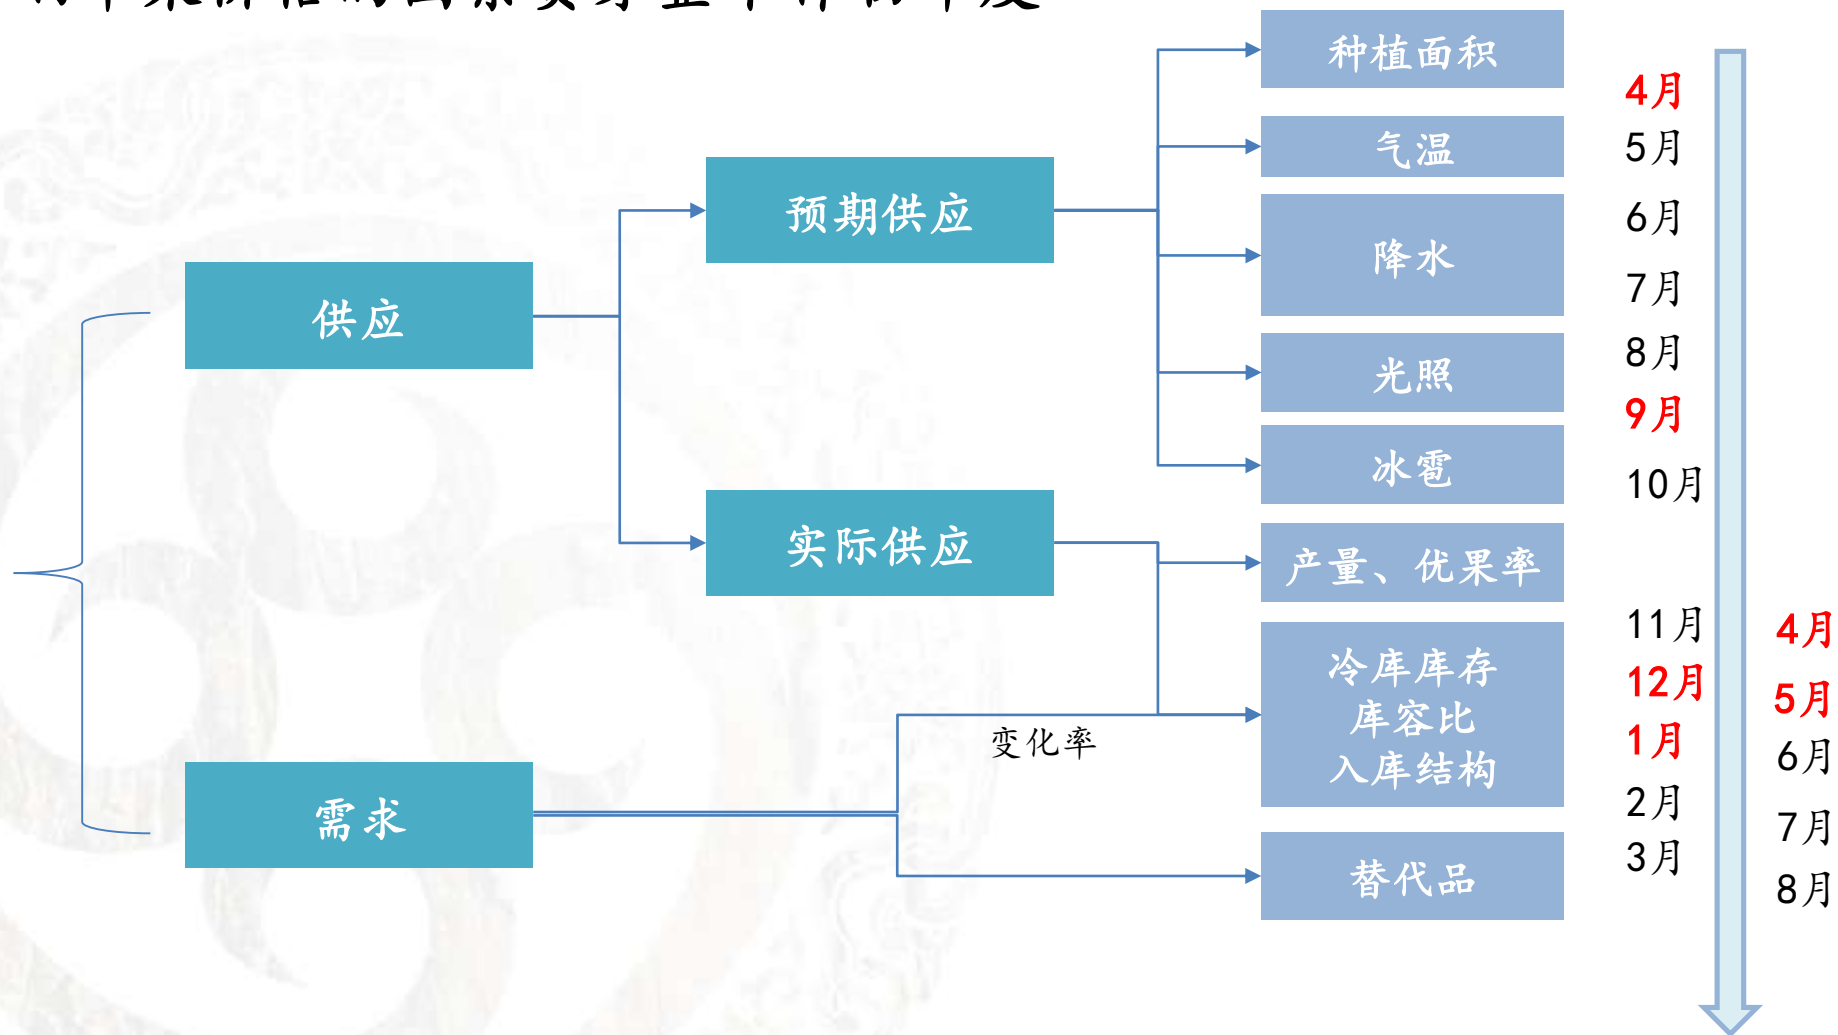 种植面积
4月
5月
气温
预期供应
6月
降水
7月
供应
8月
光照
9月
冰雹
10月
实际供应
产量、优果率
11月
4月
冷库库存
库容比
入库结构
12月
5月
变化率
1月
6月
需求
2月
7月
3月
替代品
8月